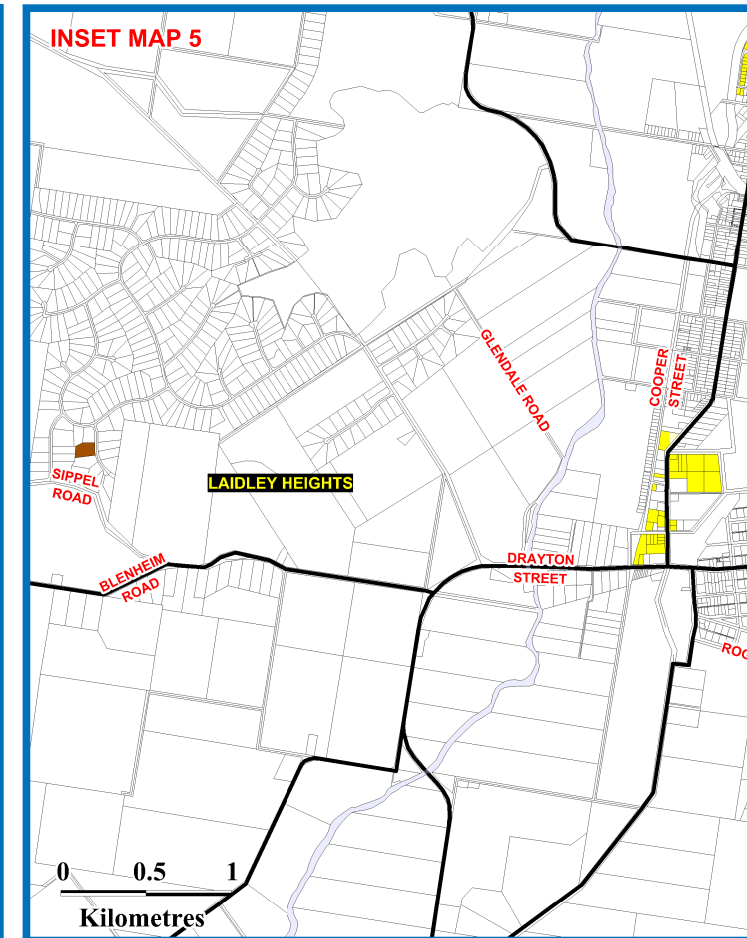 INSET MAP 5
GLENDALE ROAD
COOPER
STREET
SIPPEL
ROAD
LAIDLEY HEIGHTS
BLENHEIM
ROAD
DRAYTON
STREET
ROC
0 0.5 1
Kilometres